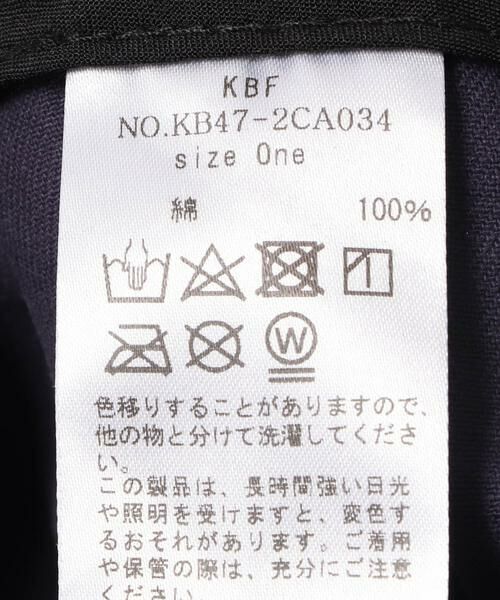 KBF
NO.KB47-2CA034
size One
綿 100%
W
色移りすることがありますので、
他の物と分けて洗濯してくださ
い。
この製品は、長時間強い日光
や照明を受けますと、変色す
るおそれがあります。ご着用
や保管の際は、充分にご注意
ください。